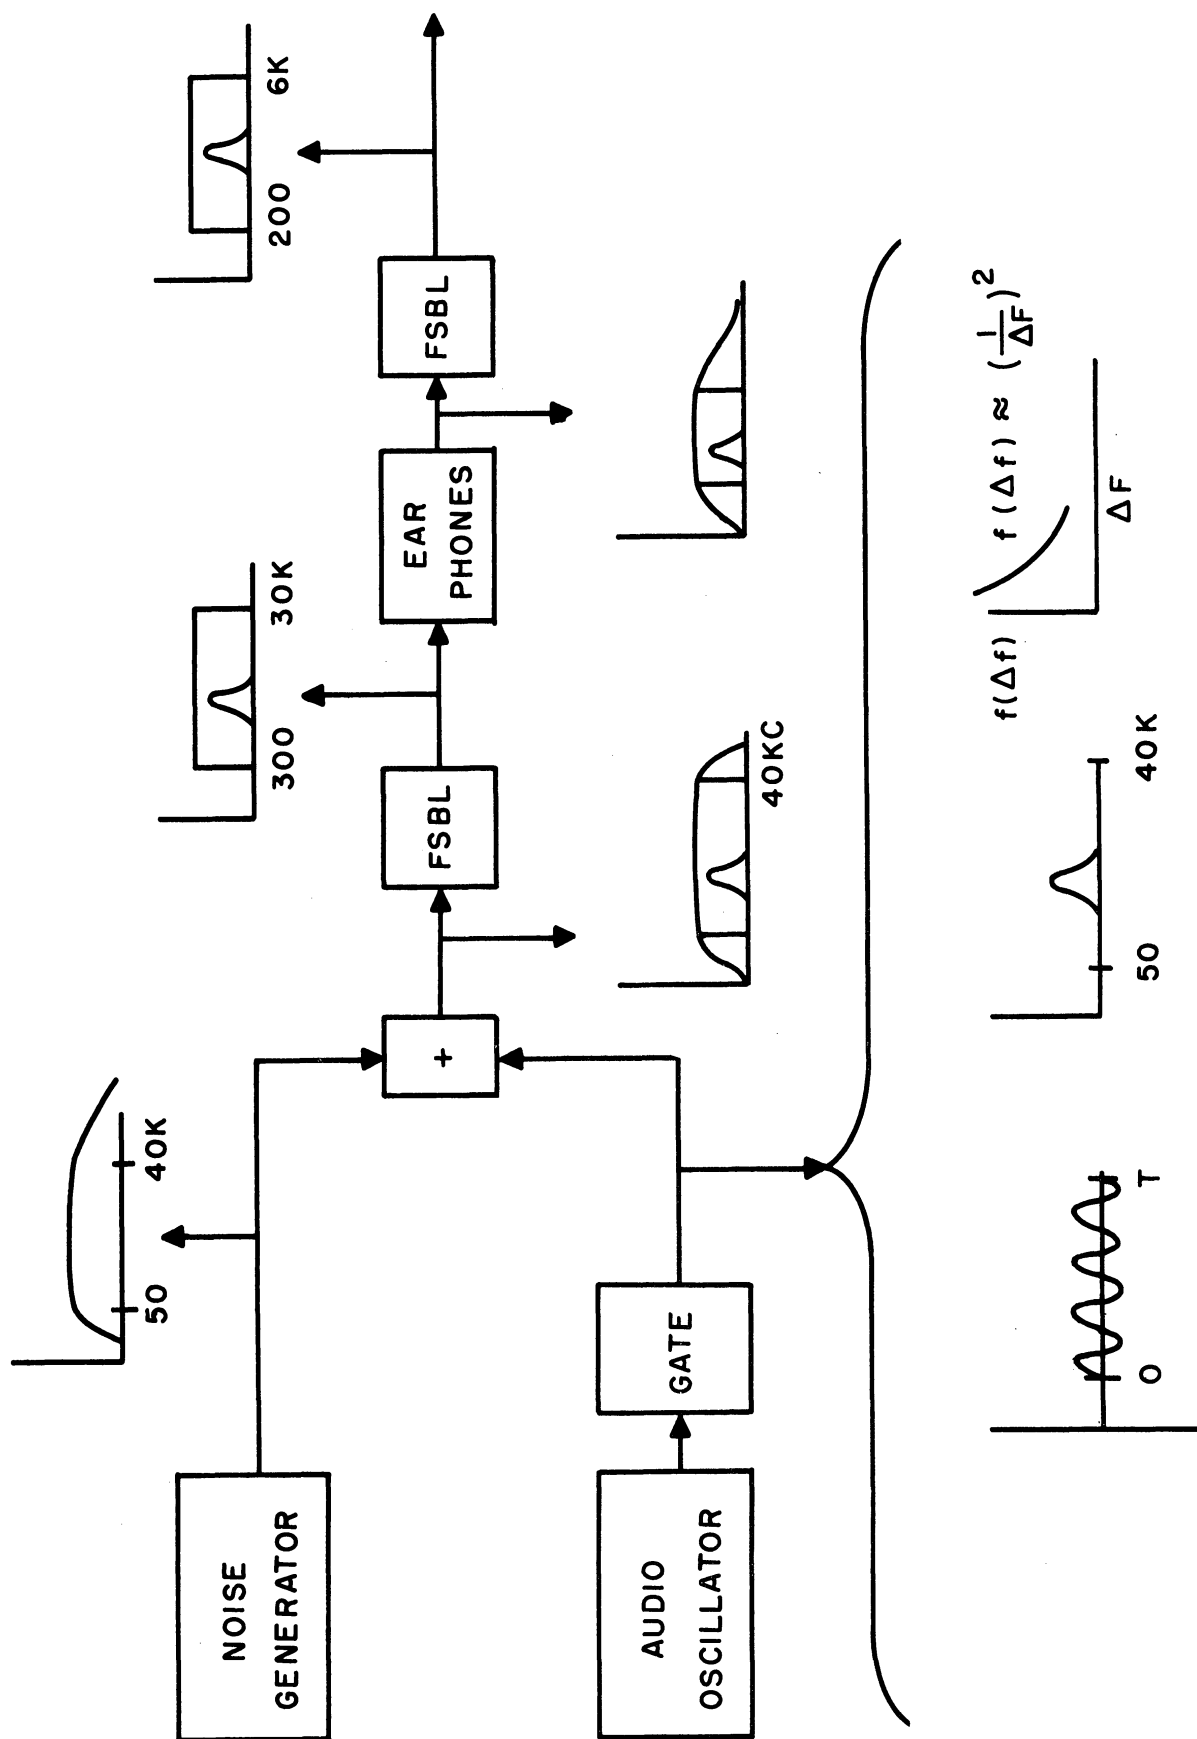 50 40K
300 30K
200 6K
NOISE
GENERATOR
+
FSBL
EAR
PHONES
FSBL
AUDIO
OSCILLATOR
GATE
40KC
0 T
50 40K
f(Δf)
f(Δf) ≈ (1/ΔF)²
ΔF